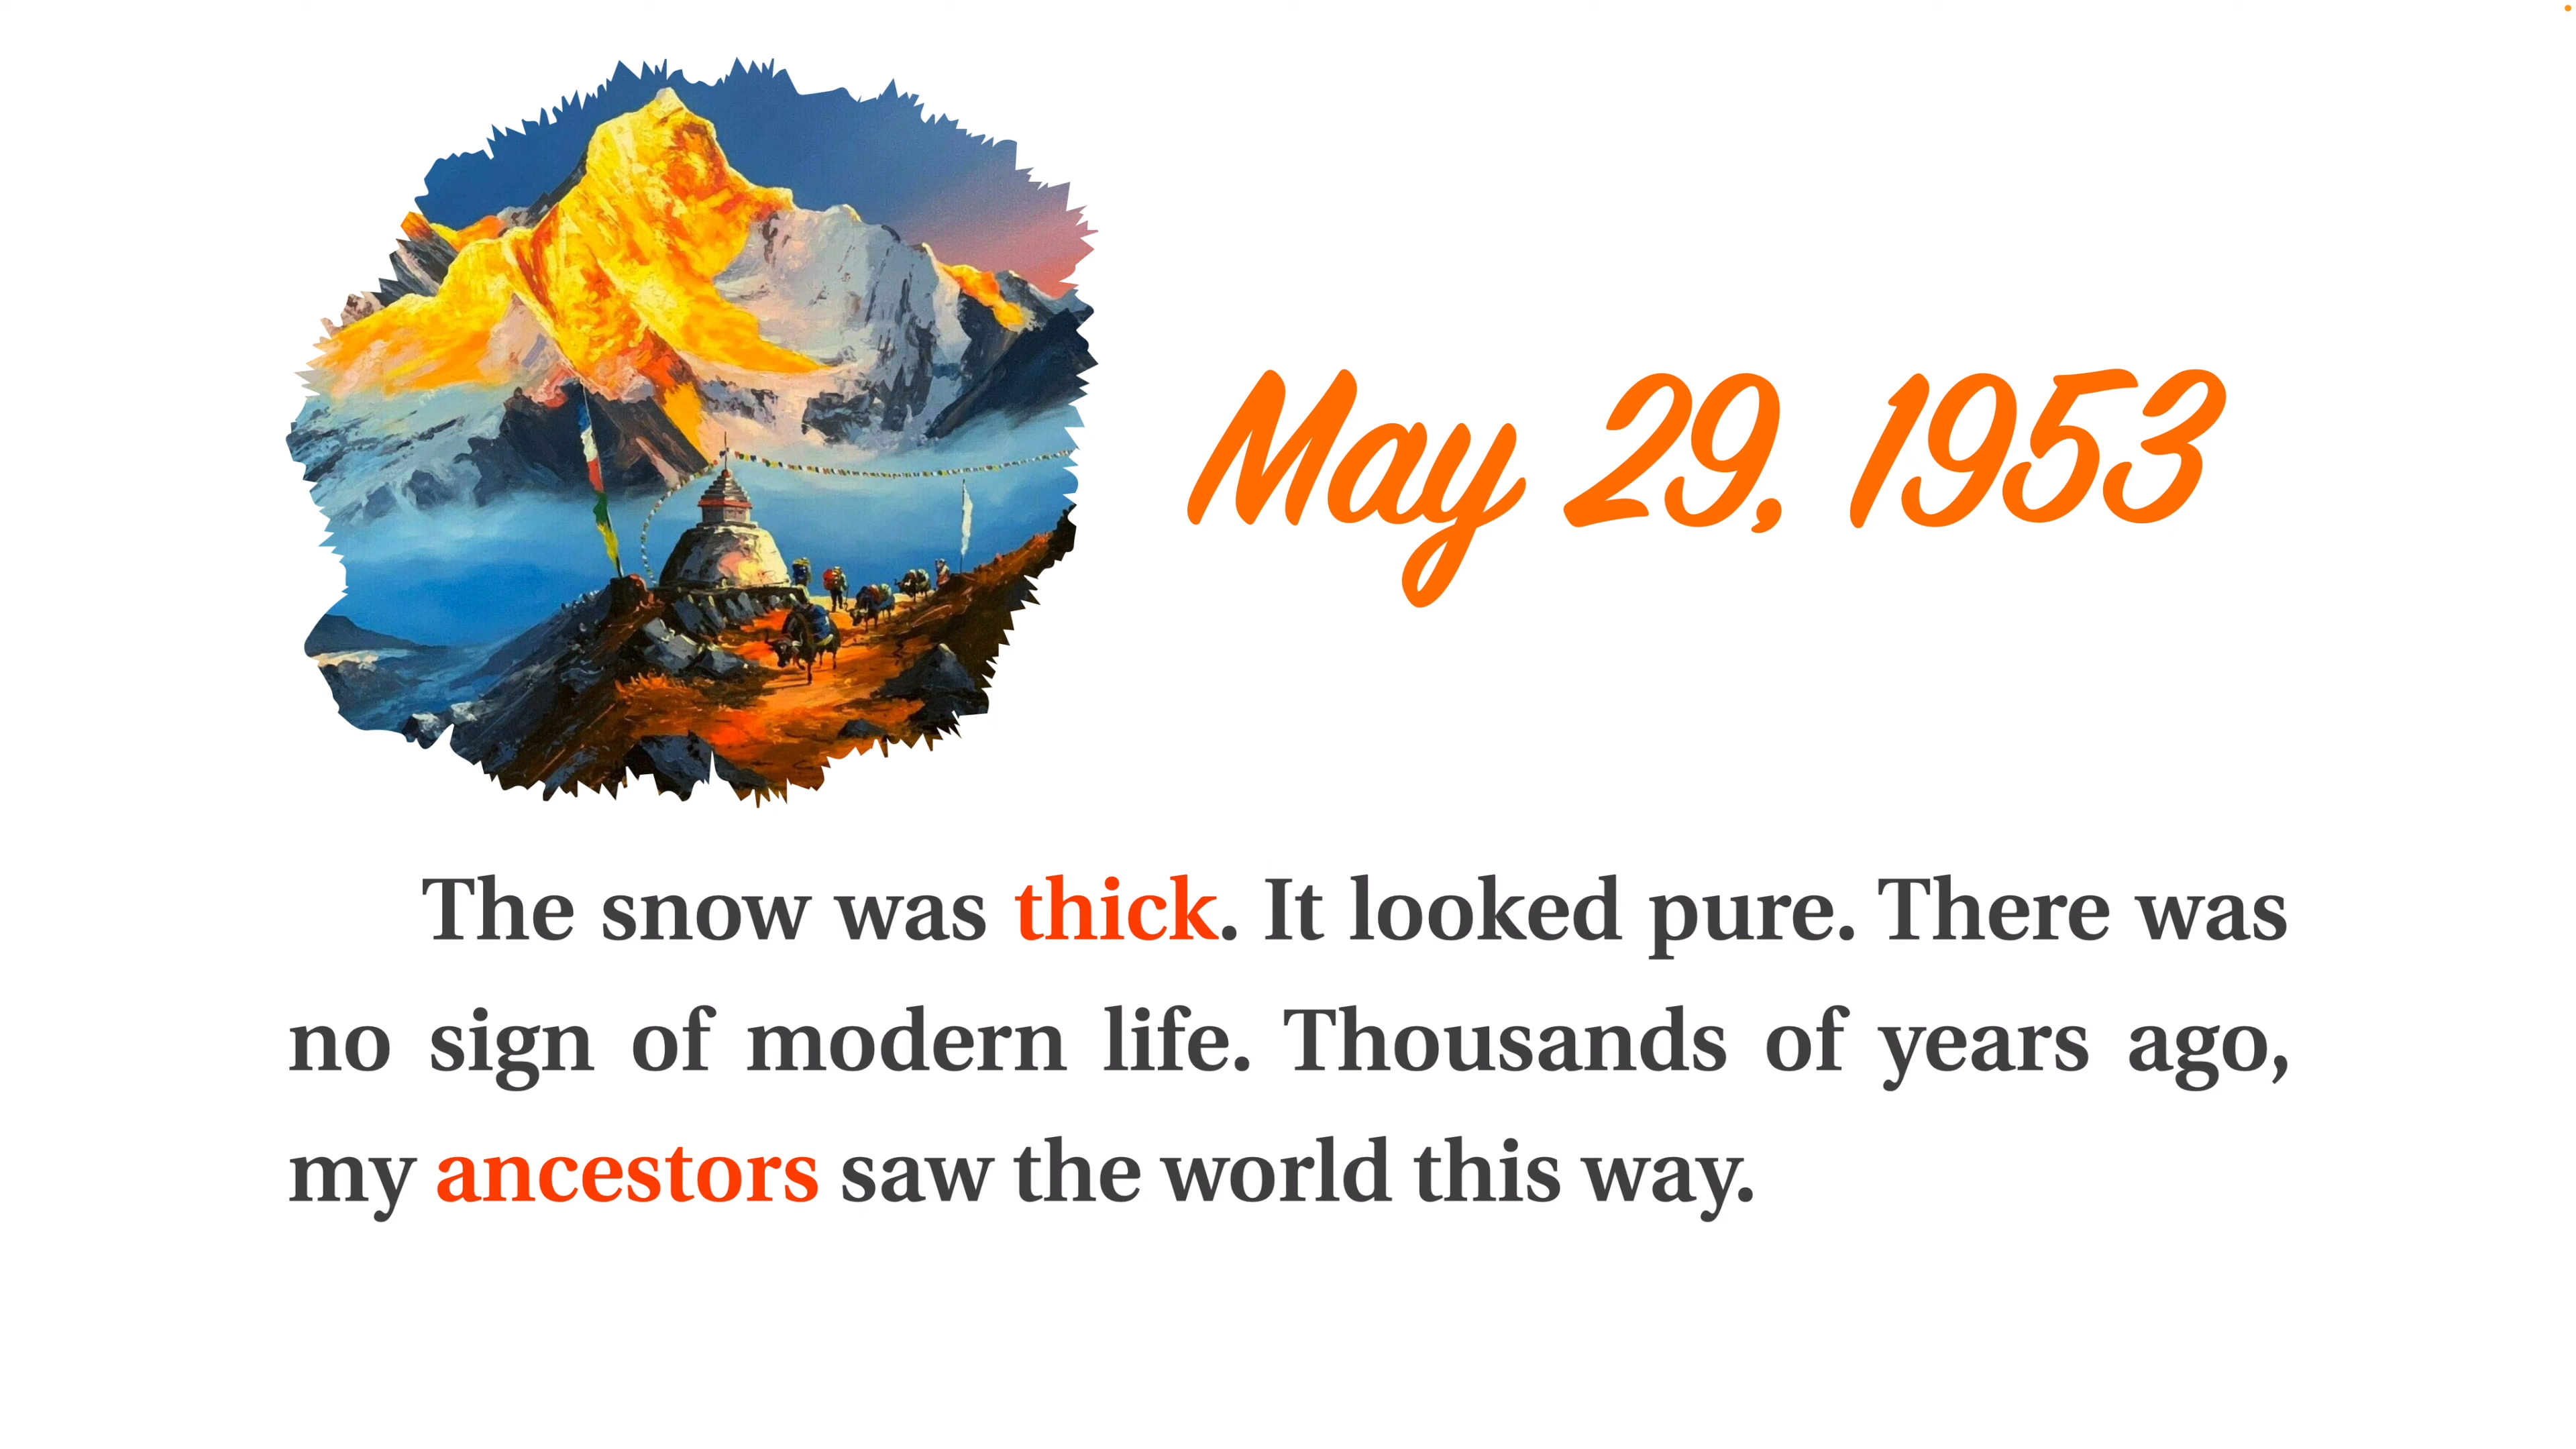 May 29, 1953
The snow was thick. It looked pure. There was
no sign of modern life. Thousands of years ago,
my ancestors saw the world this way.